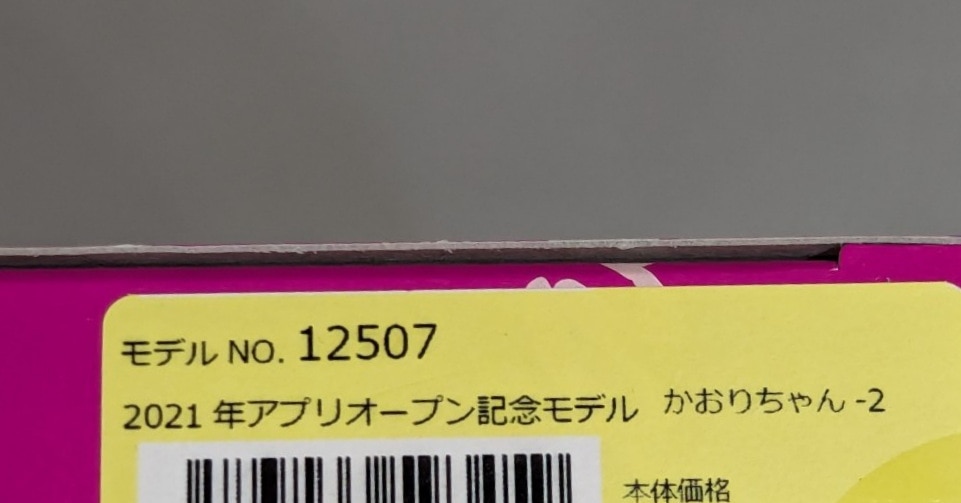 モデル NO. 12507
2021 年アプリオープン記念モデル かおりちゃん -2
本体価格